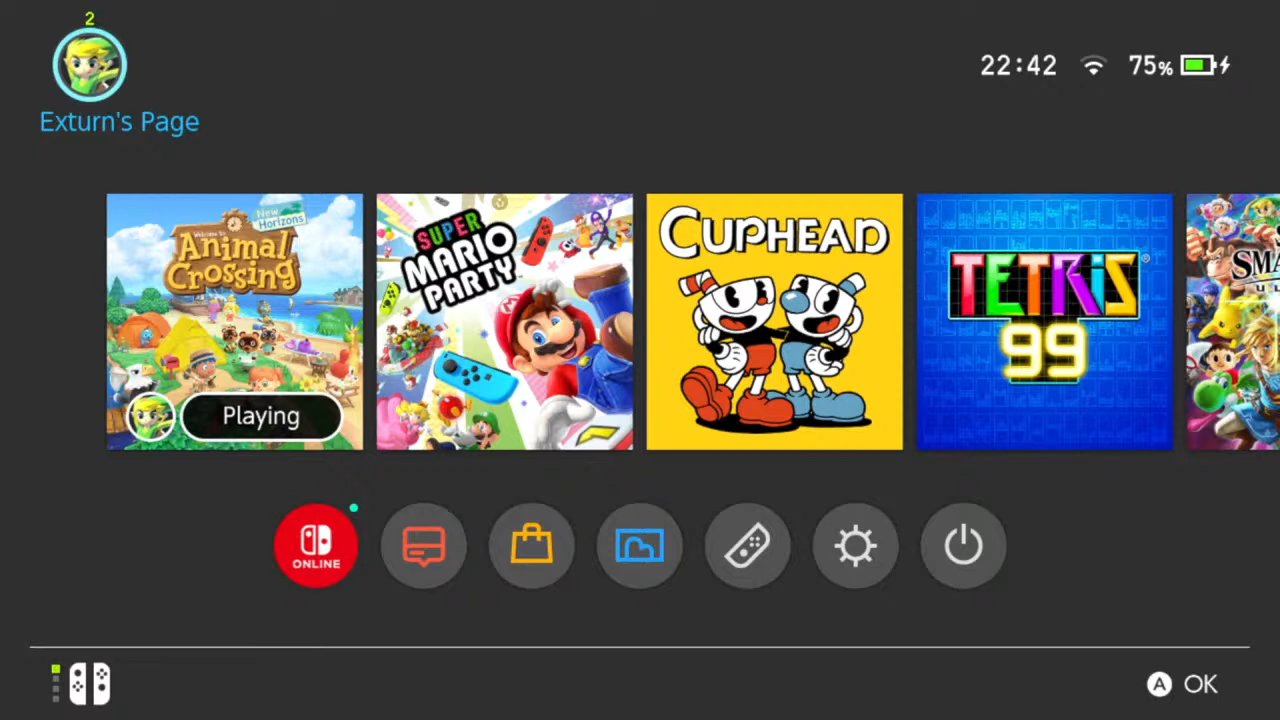 2
Exturn's Page
22:42
75%
Welcome to
Animal
Crossing
New
Horizons
Playing
SUPER
MARIO
PARTY
CUPHEAD
TETRIS®
99
ONLINE
A OK